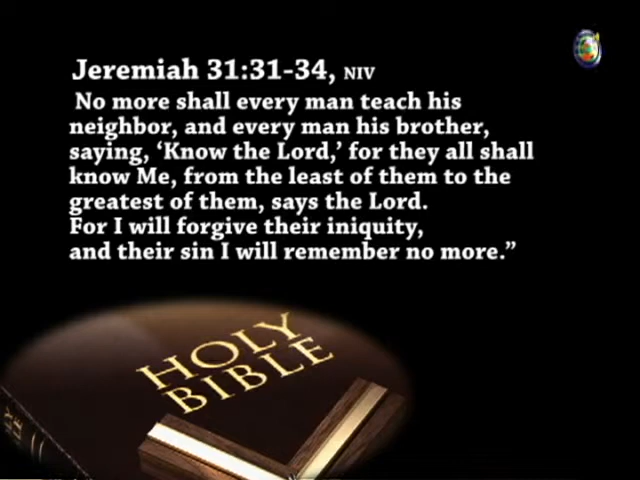 Jeremiah 31:31-34, NIV
No more shall every man teach his
neighbor, and every man his brother,
saying, ‘Know the Lord,’ for they all shall
know Me, from the least of them to the
greatest of them, says the Lord.
For I will forgive their iniquity,
and their sin I will remember no more.”
HOLY
BIBLE